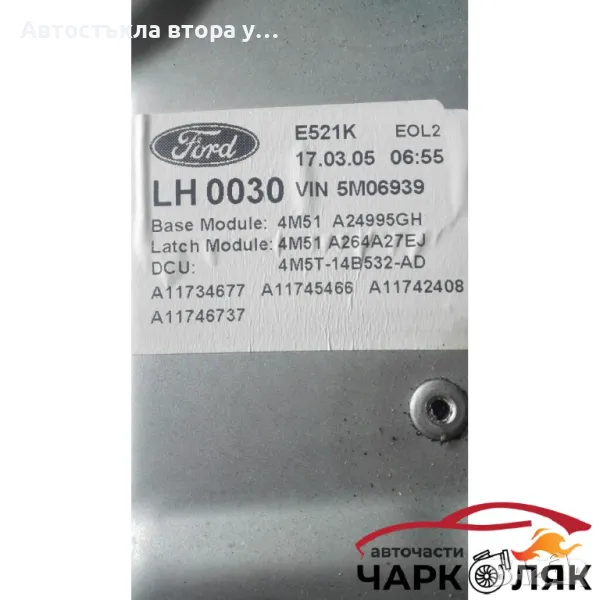 Автостъкла втора у…
Ford
E521K EOL2
17.03.05 06:55
LH 0030 VIN 5M06939
Base Module: 4M51 A24995GH
Latch Module: 4M51 A264A27EJ
DCU: 4M5T-14B532-AD
A11734677 A11745466 A11742408
A11746737
авточасти
ЧАРКОЛЯК